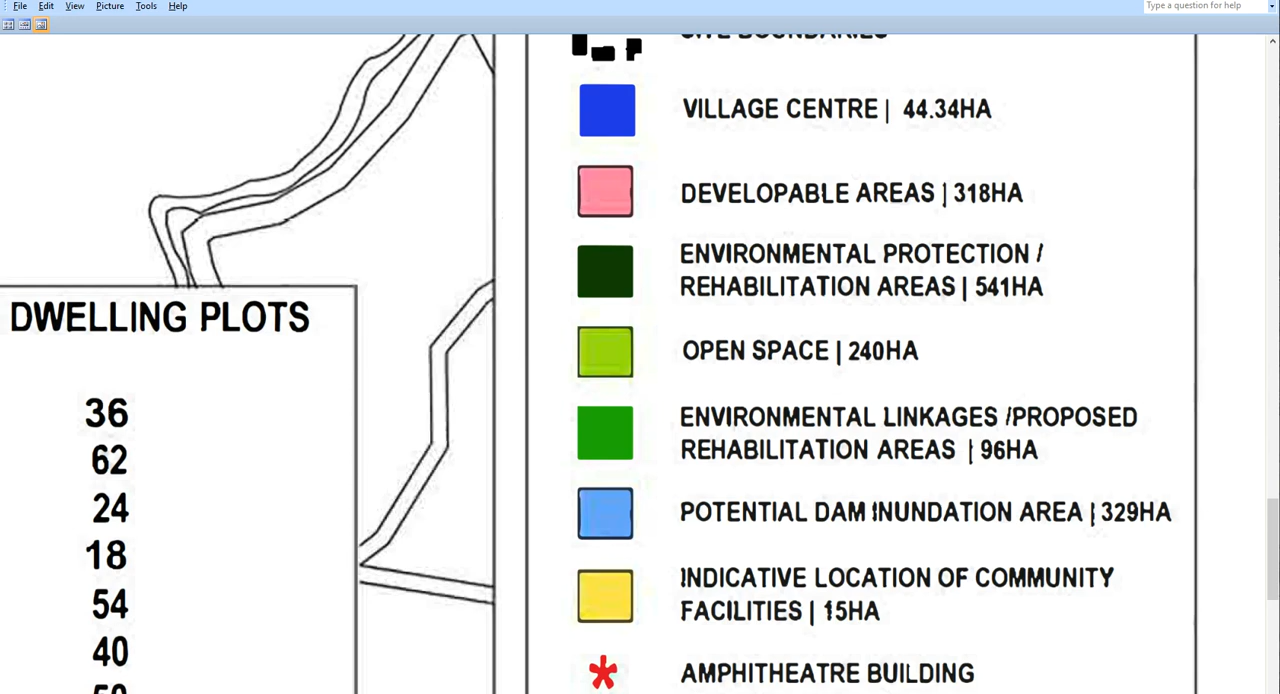 File Edit View Picture Tools Help
Type a question for help
SITE BOUNDARIES
VILLAGE CENTRE | 44.34HA
DEVELOPABLE AREAS | 318HA
ENVIRONMENTAL PROTECTION /
REHABILITATION AREAS | 541HA
OPEN SPACE | 240HA
ENVIRONMENTAL LINKAGES /PROPOSED
REHABILITATION AREAS | 96HA
POTENTIAL DAM INUNDATION AREA | 329HA
INDICATIVE LOCATION OF COMMUNITY
FACILITIES | 15HA
AMPHITHEATRE BUILDING
DWELLING PLOTS
36
62
24
18
54
40